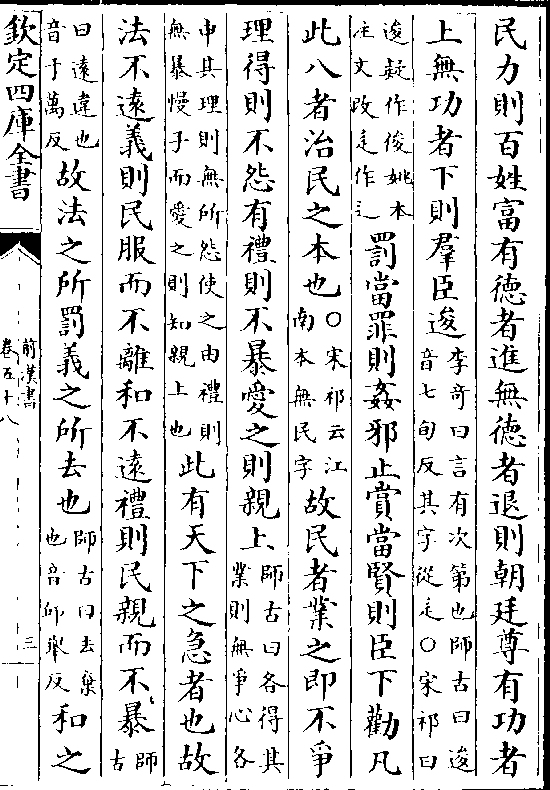 民力則百姓富有德者進無德者退則朝廷尊有功者
上無功者下則羣臣逡李奇曰言有次第也師古曰逡音七旬反其字從辵○宋祁曰
逡疑作俊姚本注文改辵作辶罰當罪則姦邪止賞當賢則臣下勸凡
此八者治民之本也○宋祁云江南本無民字故民者業之即不爭
理得則不怨有禮則不暴愛之則親上師古曰各得其業則無爭心各
申其理則無所怨使之由禮則無暴慢子而愛之則知親上也此有天下之急者也故
法不遠義則民服而不離和不遠禮則民親而不暴師古
曰遠違也音于萬反故法之所罰義之所去也師古曰去棄也音邱舉反和之
欽定四庫全書
前漢書
卷五十八
三